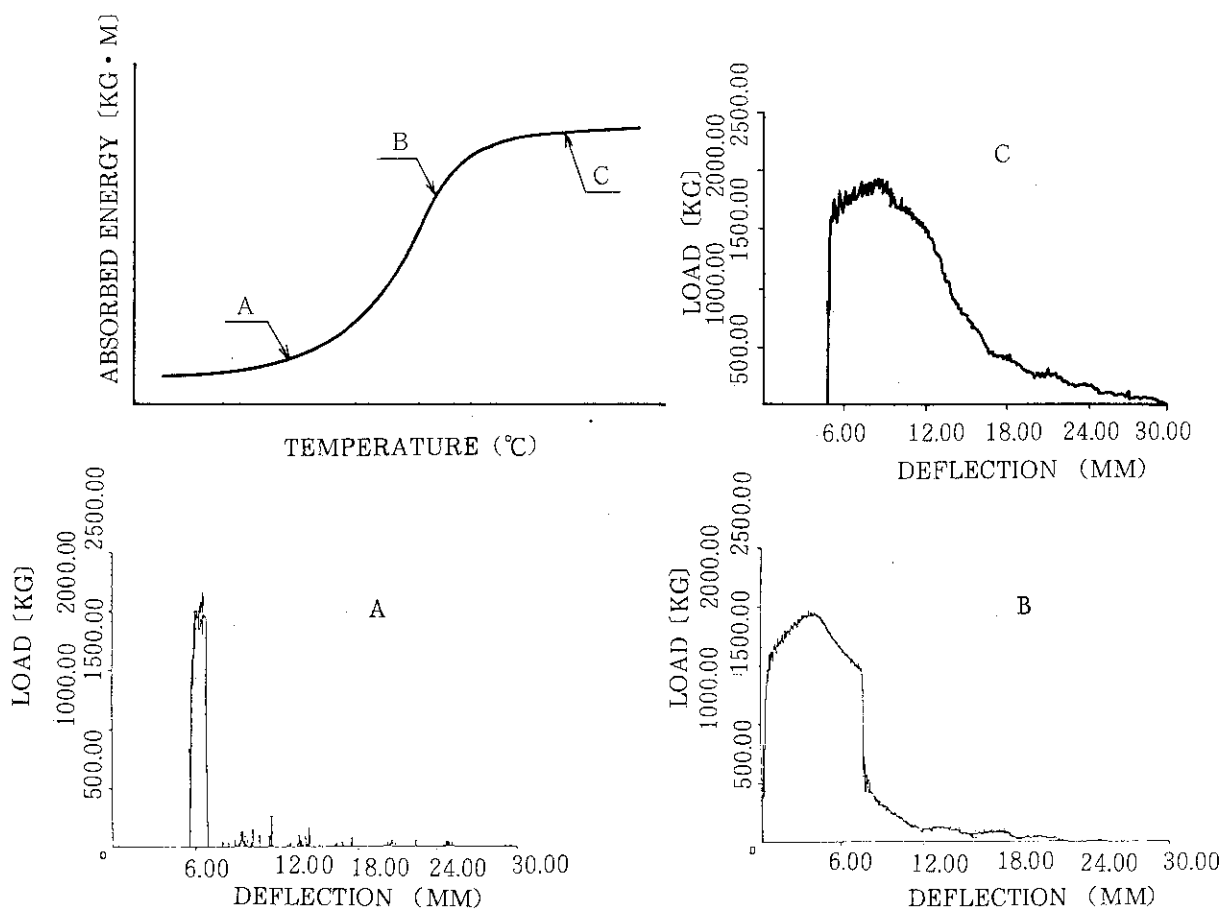 ABSORBED ENERGY [KG・M]
A
B
C
TEMPERATURE (℃)
LOAD [KG]
500.00 1000.00 1500.00 2000.00 2500.00
C
6.00 12.00 18.00 24.00 30.00
DEFLECTION (MM)
LOAD [KG]
500.00 1000.00 1500.00 2000.00 2500.00
A
0 6.00 12.00 18.00 24.00 30.00
DEFLECTION (MM)
LOAD [KG]
500.00 1000.00 1500.00 2000.00 2500.00
B
0 6.00 12.00 18.00 24.00 30.00
DEFLECTION (MM)